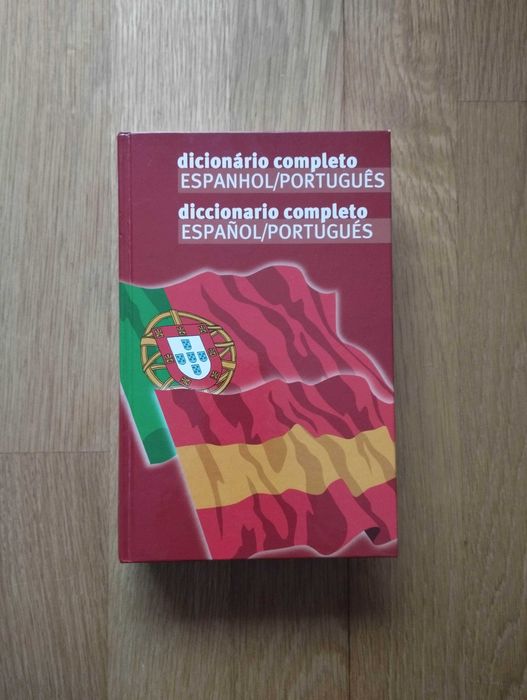 dicionário completo
ESPANHOL/PORTUGUÊS
diccionario completo
ESPAÑOL/PORTUGUÉS